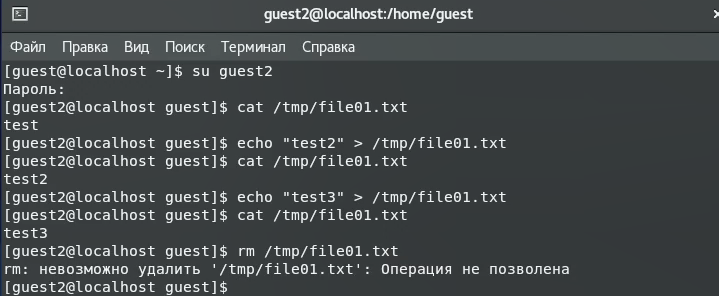 guest2@localhost:/home/guest
Файл Правка Вид Поиск Терминал Справка
[guest@localhost ~]$ su guest2
Пароль:
[guest2@localhost guest]$ cat /tmp/file01.txt
test
[guest2@localhost guest]$ echo "test2" > /tmp/file01.txt
[guest2@localhost guest]$ cat /tmp/file01.txt
test2
[guest2@localhost guest]$ echo "test3" > /tmp/file01.txt
[guest2@localhost guest]$ cat /tmp/file01.txt
test3
[guest2@localhost guest]$ rm /tmp/file01.txt
rm: невозможно удалить '/tmp/file01.txt': Операция не позволена
[guest2@localhost guest]$